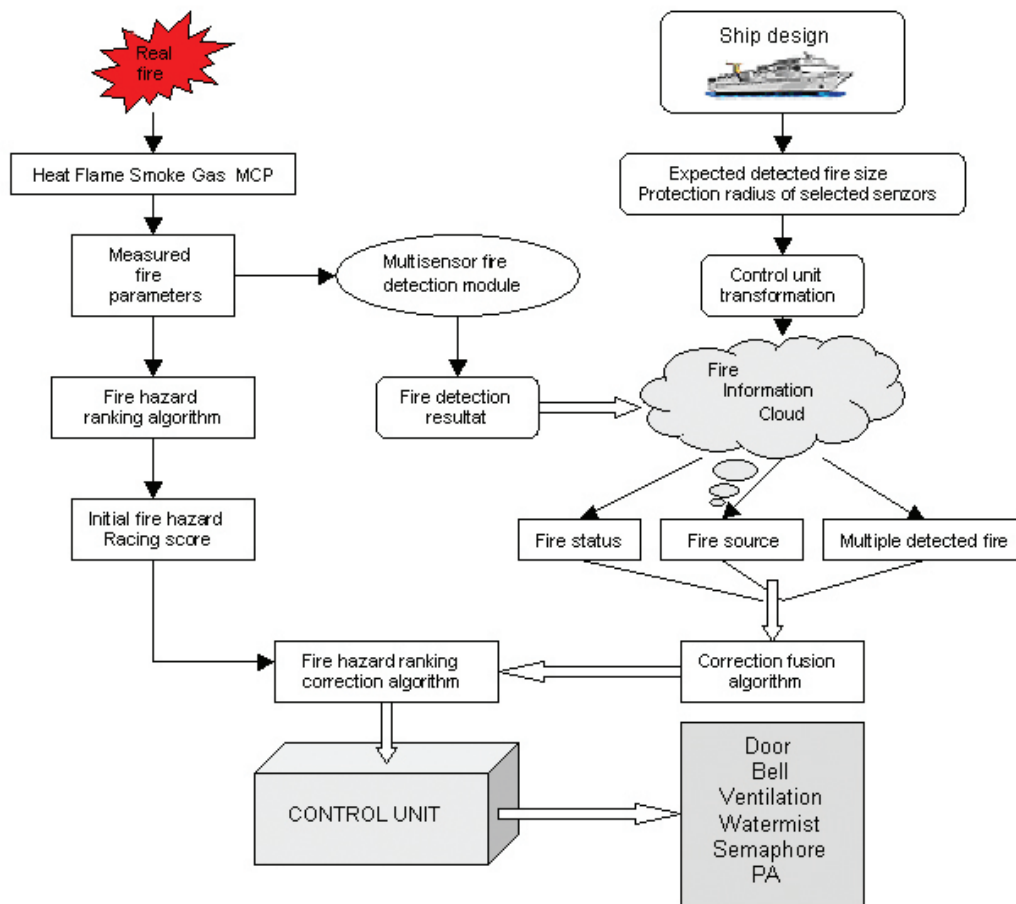 Real
fire
Ship design
Heat Flame Smoke Gas MCP
Expected detected fire size
Protection radius of selected senzors
Measured
fire
parameters
Multisensor fire
detection module
Control unit
transformation
Fire hazard
ranking algorithm
Fire detection
resultat
Fire
Information
Cloud
Initial fire hazard
Racing score
Fire status
Fire source
Multiple detected fire
Fire hazard ranking
correction algorithm
Correction fusion
algorithm
CONTROL UNIT
Door
Bell
Ventilation
Watermist
Semaphore
PA